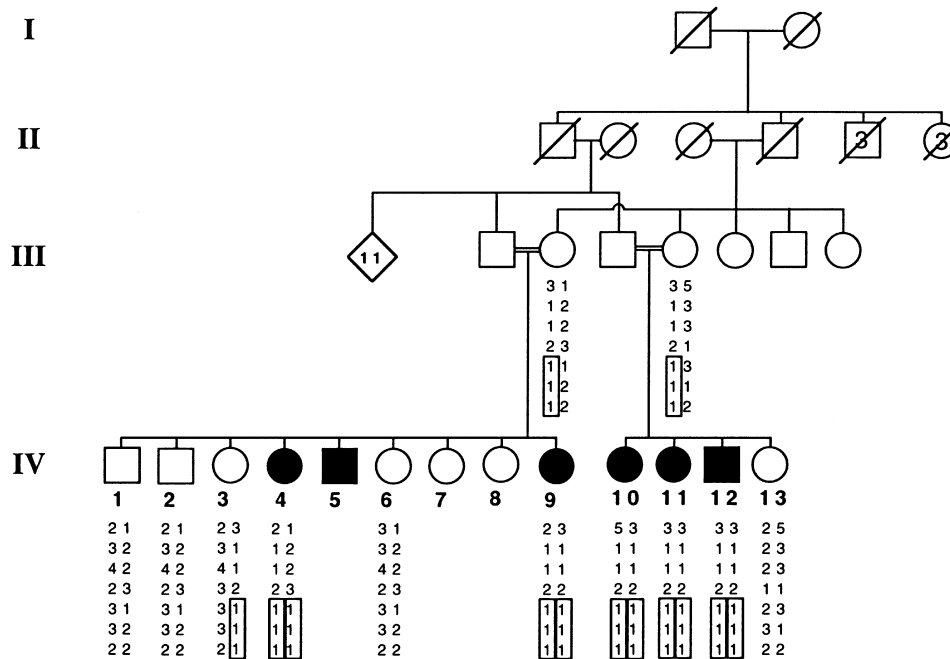 I
II
3 3
III
11
3 1 3 5
1 2 1 3
1 2 1 3
2 3 2 1
1 1 1 3
1 2 1 1
1 2 1 2
IV
1 2 3 4 5 6 7 8 9 10 11 12 13
2 1 2 1 2 3 2 1 3 1 2 3 5 3 3 3 3 3 2 5
3 2 3 2 3 1 1 2 3 2 1 1 1 1 1 1 1 1 2 3
4 2 4 2 4 1 1 2 4 2 1 1 1 1 1 1 1 1 2 3
2 3 2 3 3 2 2 3 2 3 2 2 2 2 2 2 2 2 1 1
3 1 3 1 3 1 1 1 3 1 1 1 1 1 1 1 1 1 2 3
3 2 3 2 3 1 1 1 3 2 1 1 1 1 1 1 1 1 3 1
2 2 2 2 2 1 1 1 2 2 1 1 1 1 1 1 1 1 2 2